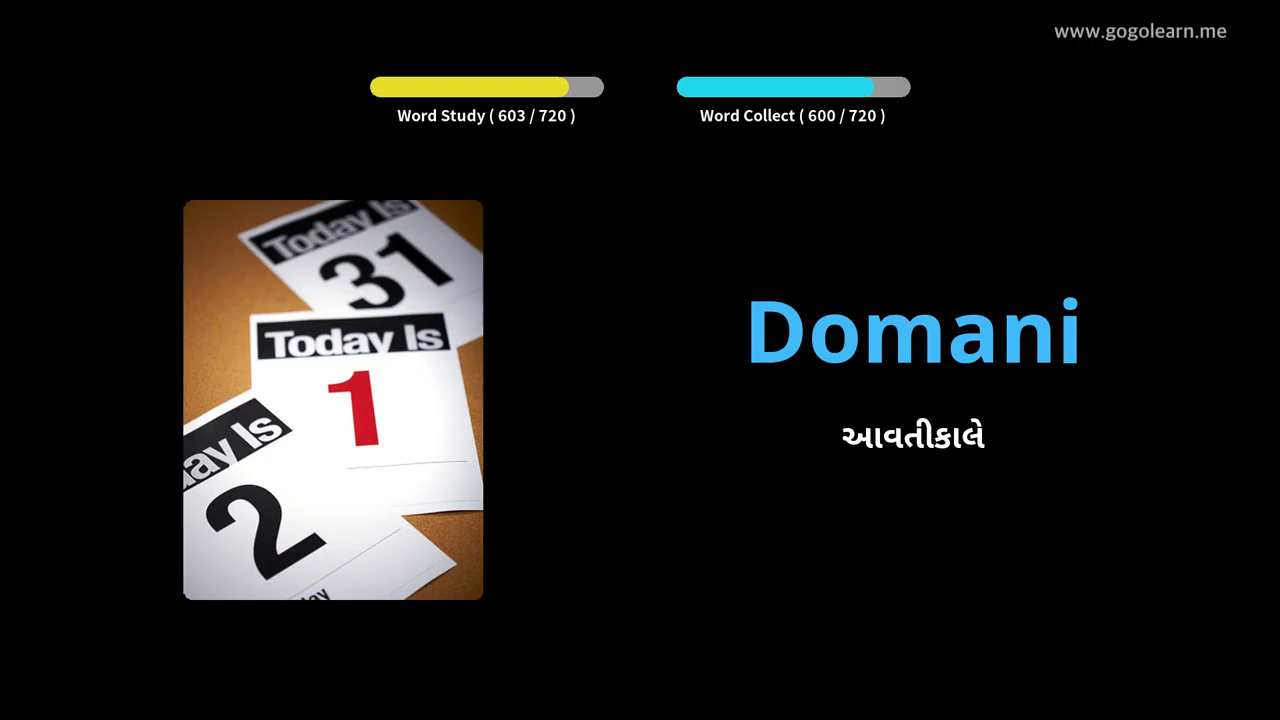 www.gogolearn.me
Word Study ( 603 / 720 )
Word Collect ( 600 / 720 )
Today Is
31
Today Is
1
ay Is
2
Domani
આવતીકાલે